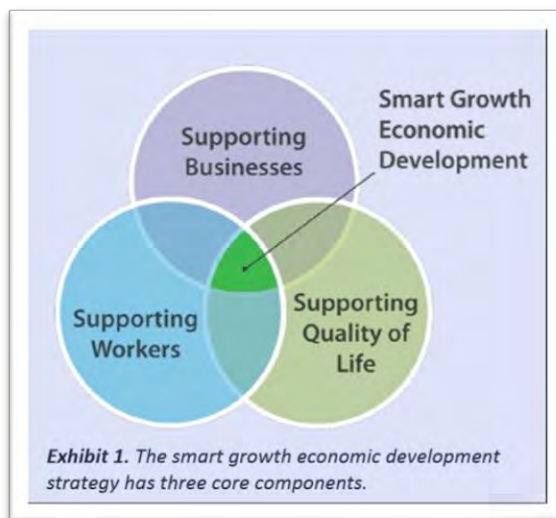 Supporting
Businesses
Smart Growth
Economic
Development
Supporting
Workers
Supporting
Quality of
Life
Exhibit 1. The smart growth economic development
strategy has three core components.